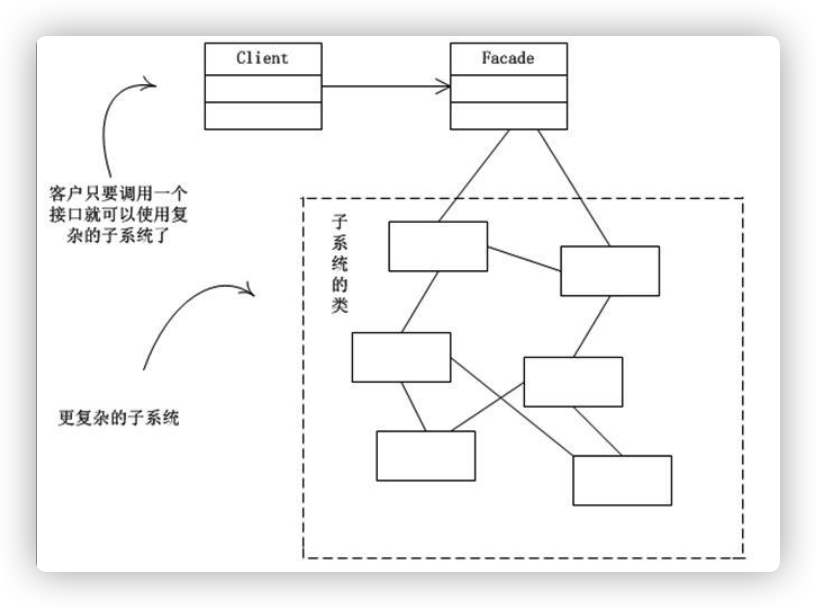 Client
Facade
客户只要调用一个
接口就可以使用复
杂的子系统了
子系统的类
更复杂的子系统